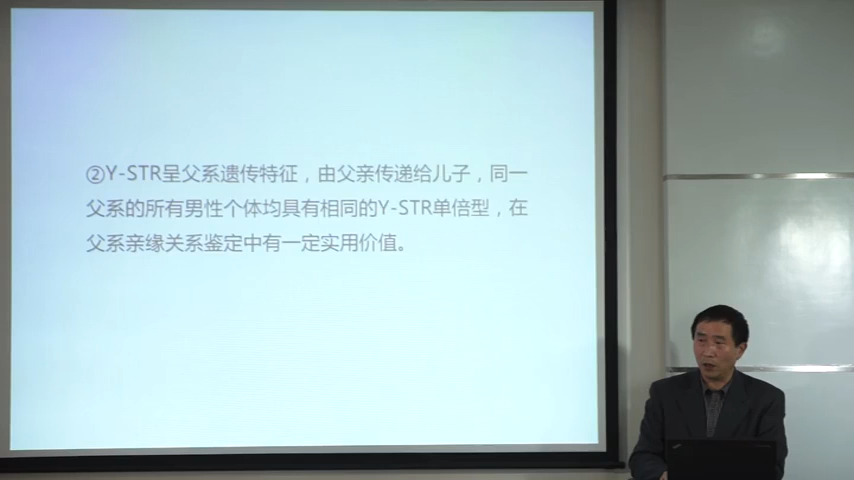 ②Y-STR呈父系遗传特征，由父亲传递给儿子，同一
父系的所有男性个体均具有相同的Y-STR单倍型，在
父系亲缘关系鉴定中有一定实用价值。